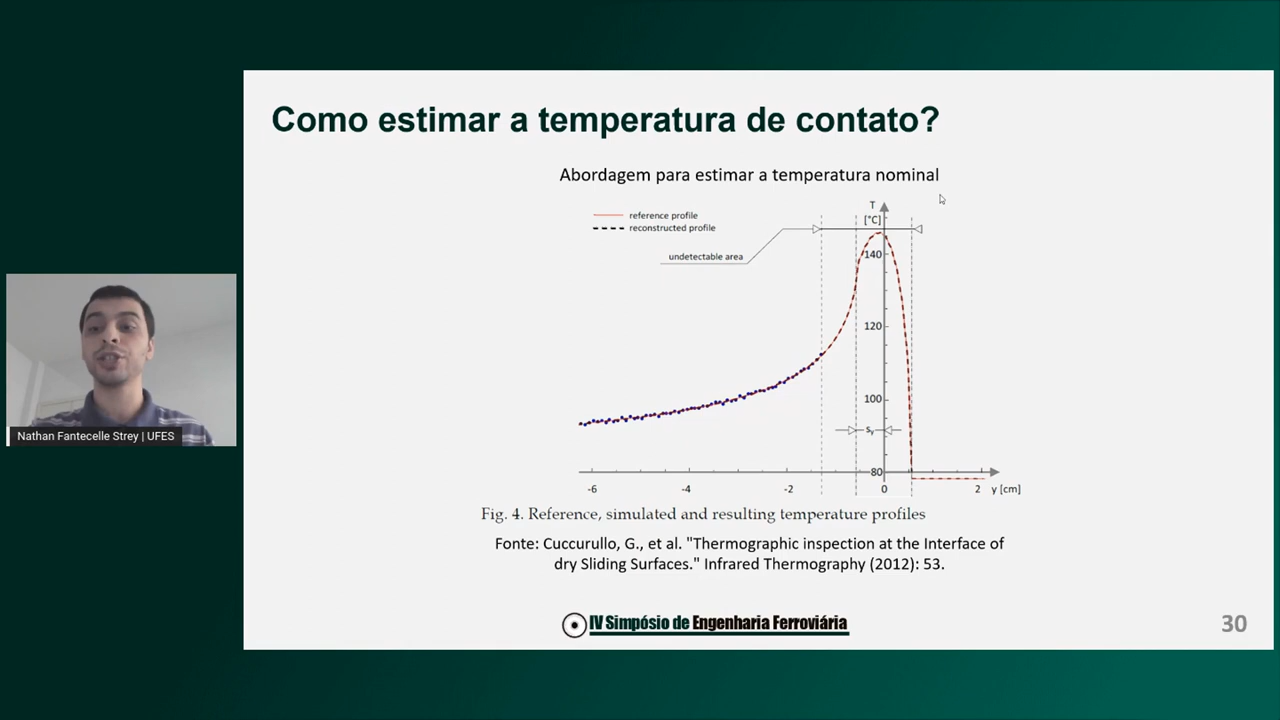 Como estimar a temperatura de contato?
Abordagem para estimar a temperatura nominal
reference profile
reconstructed profile
undetectable area
T
[°C]
140
120
100
80
sᵧ
-6
-4
-2
0
2
y [cm]
Fig. 4. Reference, simulated and resulting temperature profiles
Fonte: Cuccurullo, G., et al. "Thermographic inspection at the Interface of
dry Sliding Surfaces." Infrared Thermography (2012): 53.
IV Simpósio de Engenharia Ferroviária
30
Nathan Fantecelle Strey | UFES